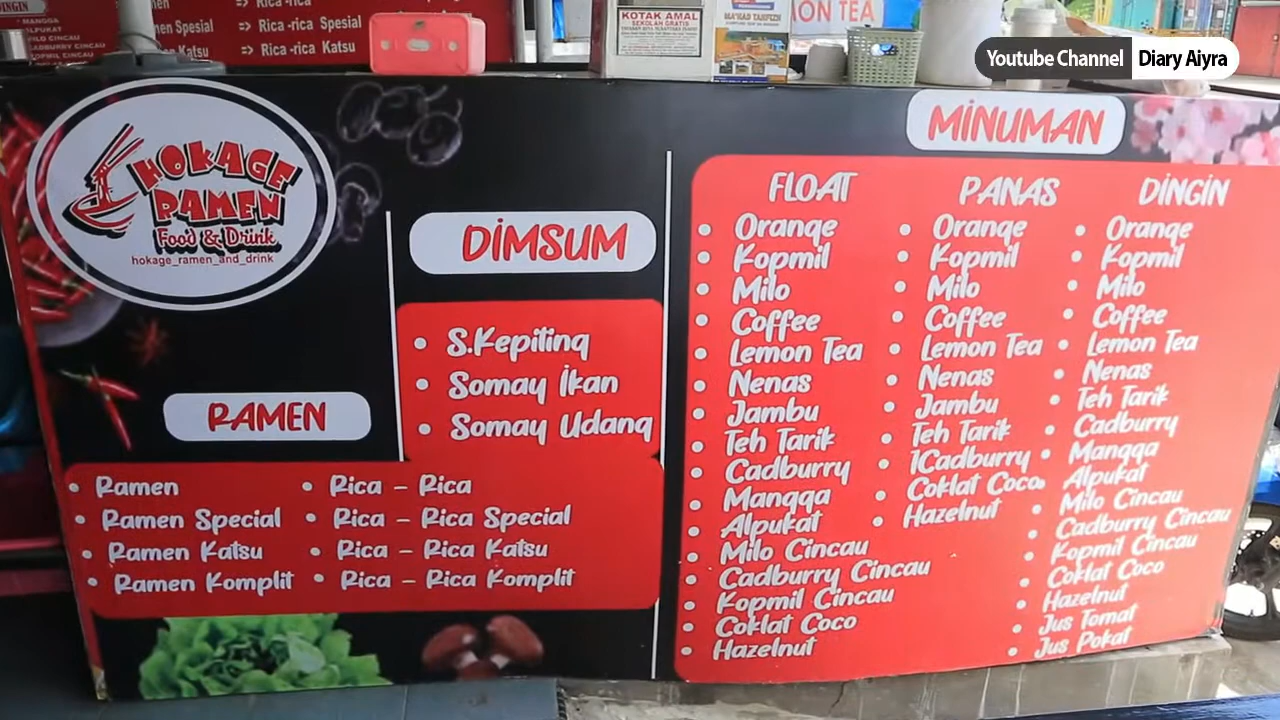 DINGIN
MANGGA
ALPUKAT
MILO CINCAU
CADBURRY CINCAU
KOPMIL CINCAU
=> Rica -rica
Spesial => Rica -rica Spesial
Katsu => Rica -rica Katsu
KOTAK AMAL
SEKOLAH GRATIS
MA'HAD TAHFIZH
LEMON TEA
Youtube Channel Diary Aiyra
HOKAGE
RAMEN
Food & Drink
hokage_ramen_and_drink
RAMEN
Ramen
Ramen Special
Ramen Katsu
Ramen Komplit
Rica - Rica
Rica - Rica Special
Rica - Rica Katsu
Rica - Rica Komplit
DIMSUM
S.Kepiting
Somay Ikan
Somay Udang
MINUMAN
FLOAT
Orange
Kopmil
Milo
Coffee
Lemon Tea
Nenas
Jambu
Teh Tarik
Cadburry
Mangga
Alpukat
Milo Cincau
Cadburry Cincau
Kopmil Cincau
Coklat Coco
Hazelnut
PANAS
Orange
Kopmil
Milo
Coffee
Lemon Tea
Nenas
Jambu
Teh Tarik
1Cadburry
Coklat Coco
Hazelnut
DINGIN
Orange
Kopmil
Milo
Coffee
Lemon Tea
Nenas
Teh Tarik
Cadburry
Mangga
Alpukat
Milo Cincau
Cadburry Cincau
Kopmil Cincau
Coklat Coco
Hazelnut
Jus Tomat
Jus Pokat